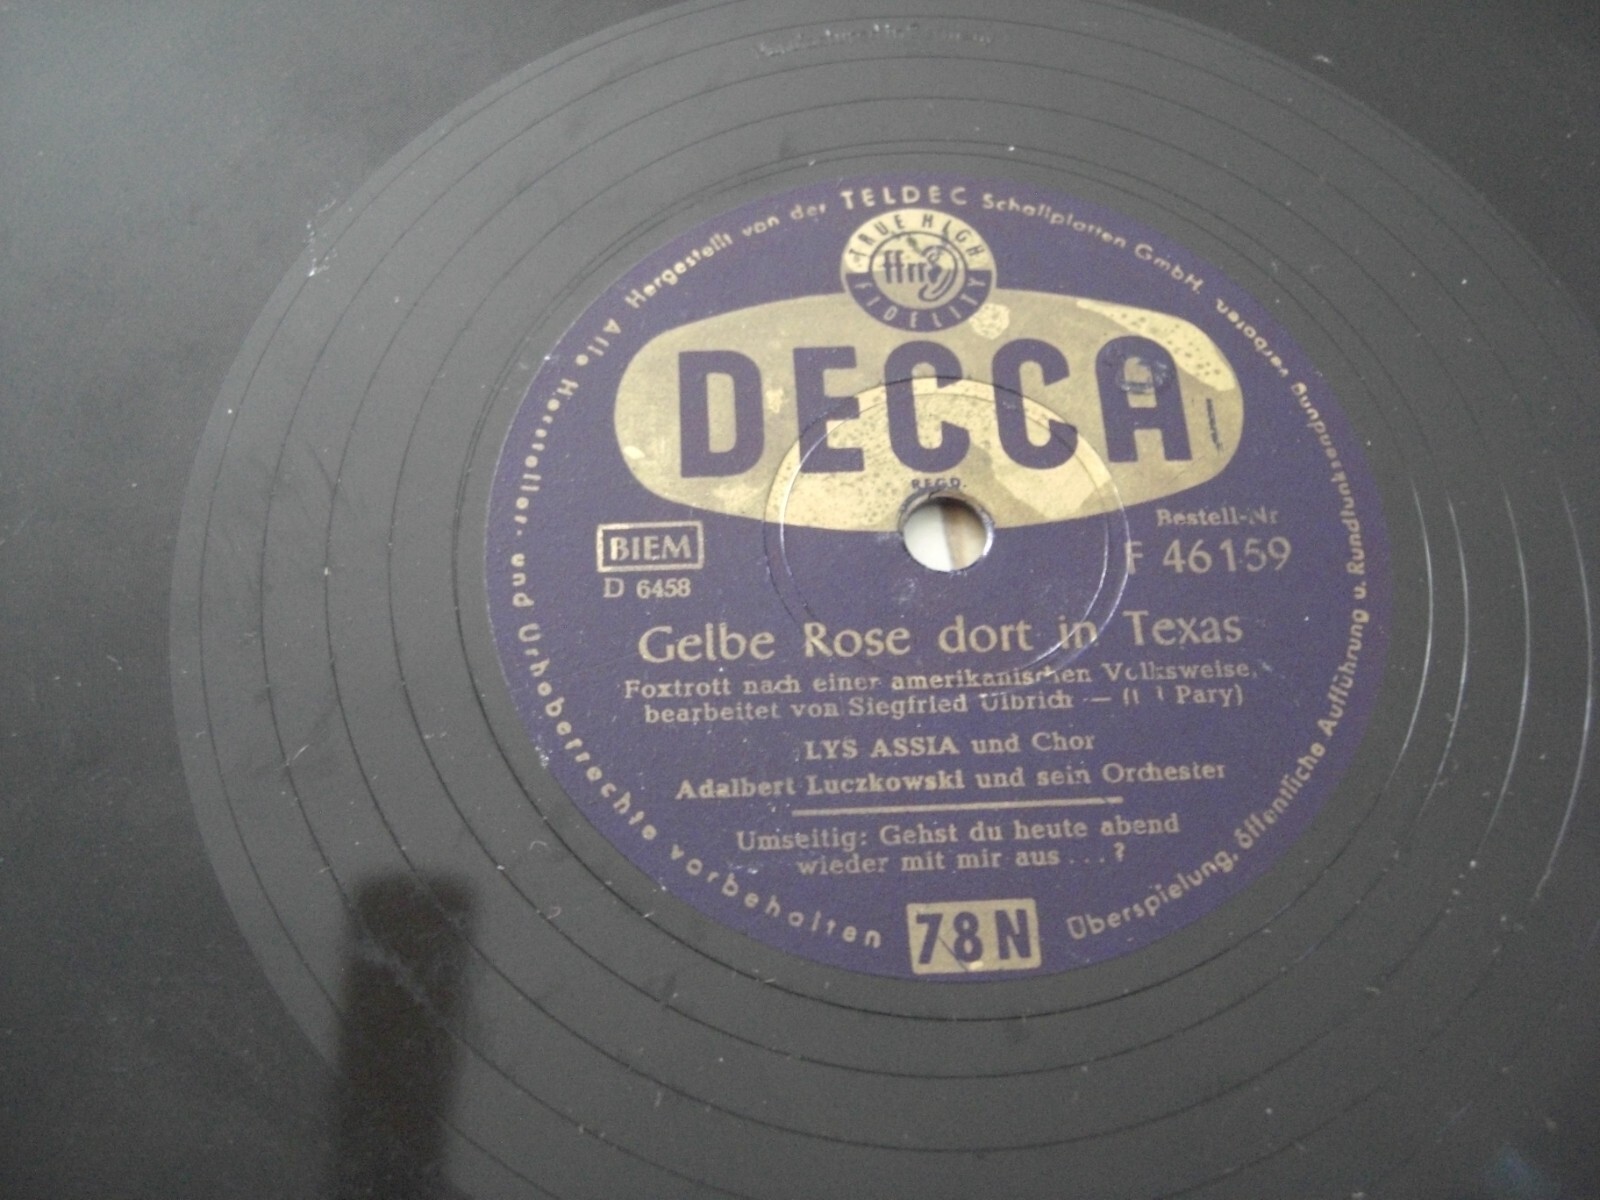 Hergestellt von der TELDEC Schallplatten GmbH.
Alle Hersteller- und Urheberrechte vorbehalten
Überspielung, öffentliche Aufführung u. Rundfunksendung verboten
TRUE HIGH FIDELITY
ffrr
DECCA
REGD.
BIEM
D 6458
Bestell-Nr
F 46159
Gelbe Rose dort in Texas
Foxtrott nach einer amerikanischen Volksweise,
bearbeitet von Siegfried Ulbrich — Pary)
LYS ASSIA und Chor
Adalbert Luczkowski und sein Orchester
Umseitig: Gehst du heute abend
wieder mit mir aus...?
78 N